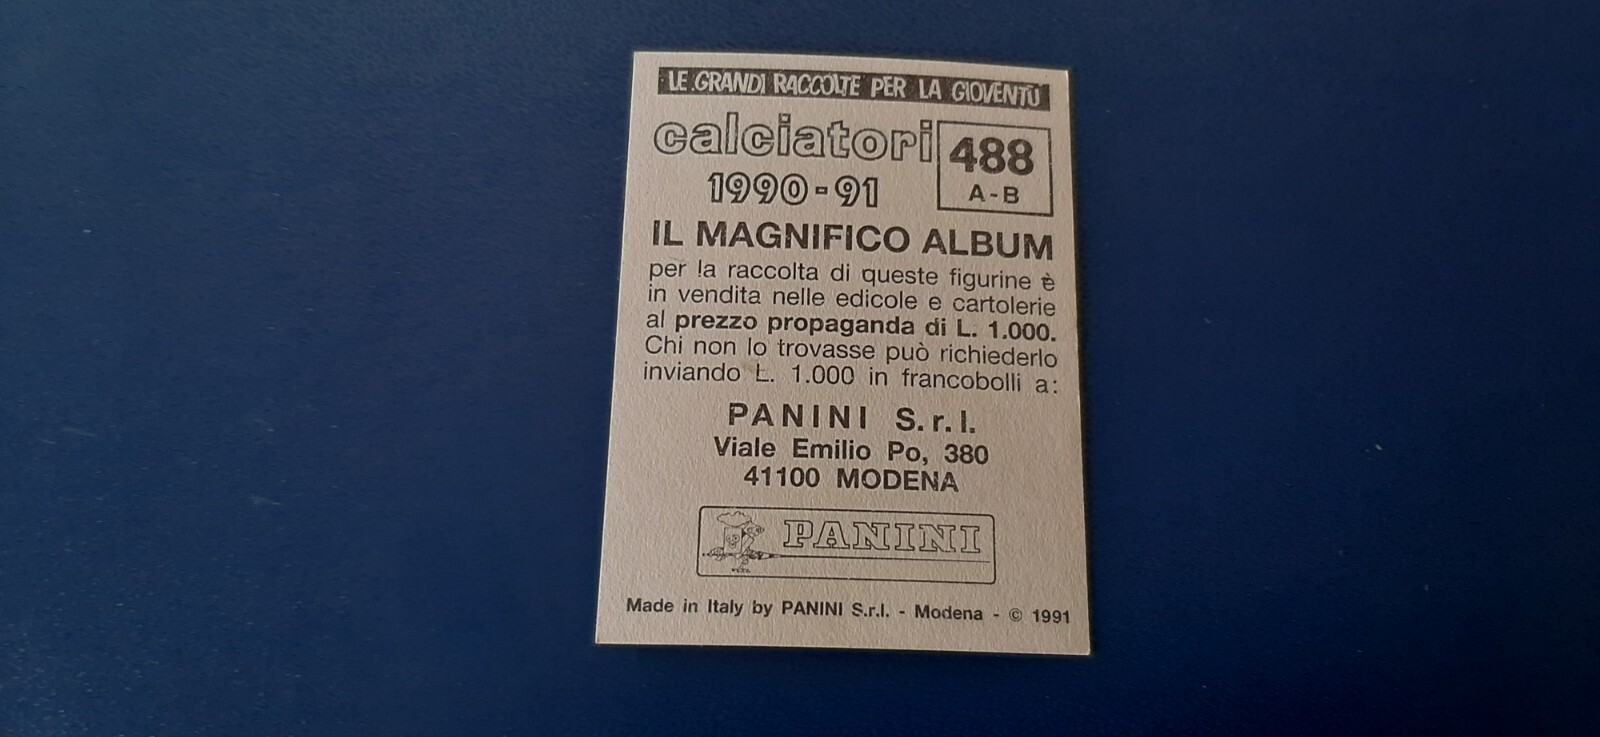 LE GRANDI RACCOLTE PER LA GIOVENTÙ
calciatori
1990-91
488
A-B
IL MAGNIFICO ALBUM
per la raccolta di queste figurine è
in vendita nelle edicole e cartolerie
al prezzo propaganda di L. 1.000.
Chi non lo trovasse può richiederlo
inviando L. 1.000 in francobolli a:
PANINI S.r.l.
Viale Emilio Po, 380
41100 MODENA
PANINI
Made in Italy by PANINI S.r.l. - Modena - © 1991